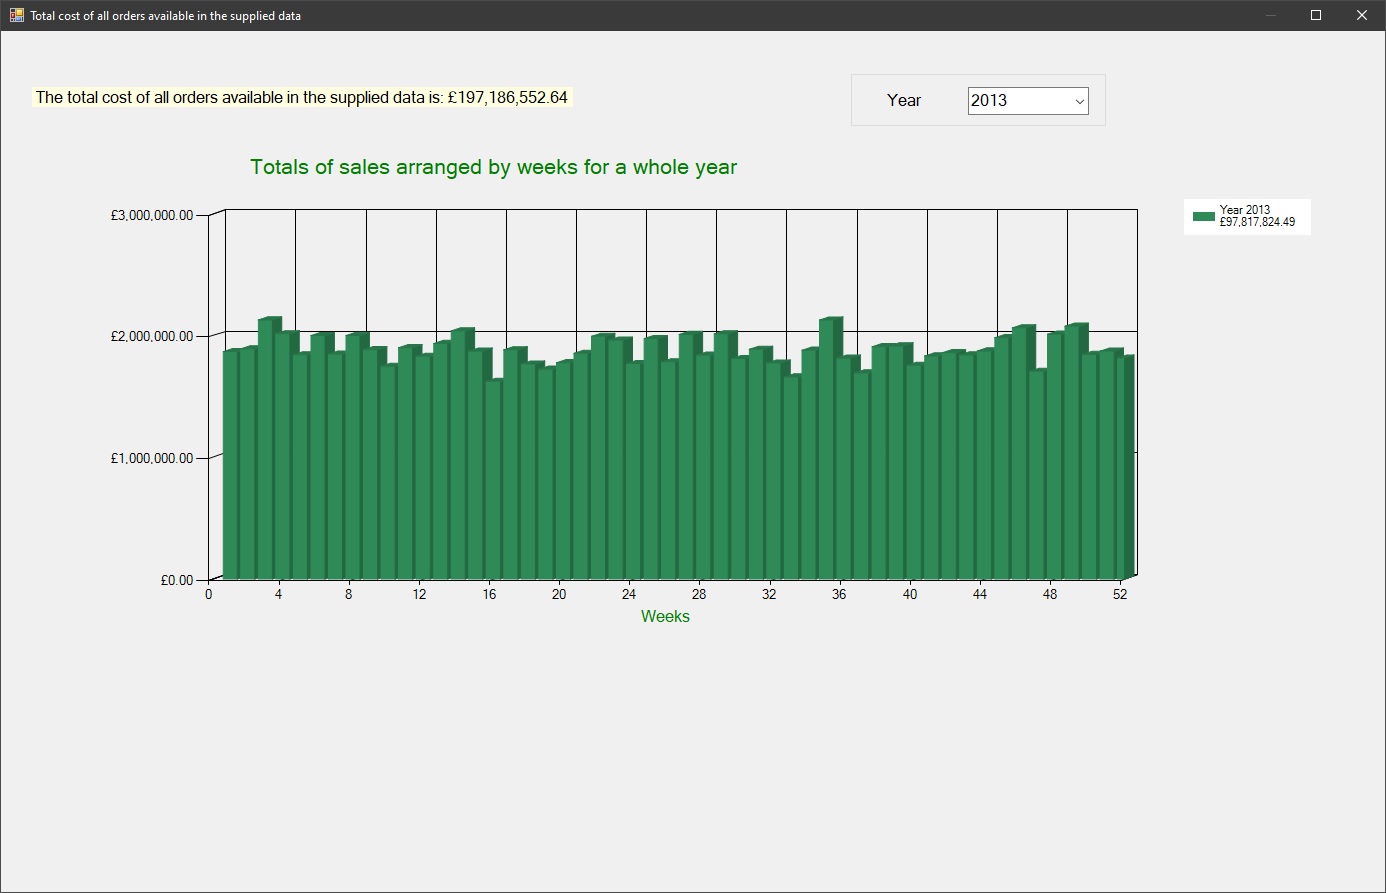 Total cost of all orders available in the supplied data
The total cost of all orders available in the supplied data is: £197,186,552.64
Year
2013
Totals of sales arranged by weeks for a whole year
£3,000,000.00
£2,000,000.00
£1,000,000.00
£0.00
0 4 8 12 16 20 24 28 32 36 40 44 48 52
Weeks
Year 2013
£97,817,824.49